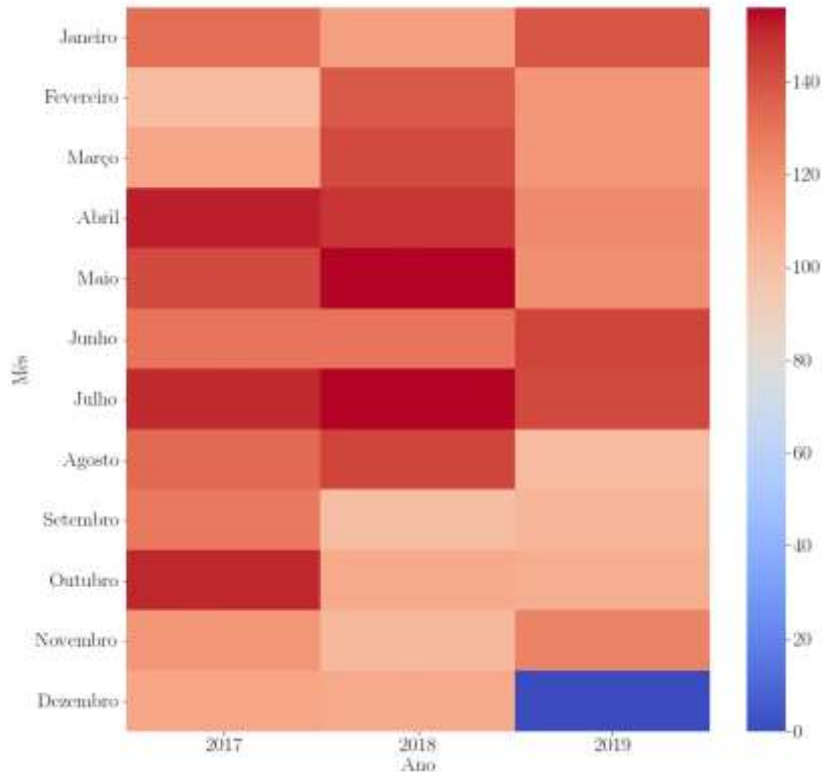 Janeiro
Fevereiro
Março
Abril
Maio
Junho
Julho
Agosto
Setembro
Outubro
Novembro
Dezembro
Mês
2017 2018 2019
Ano
140
120
100
80
60
40
20
0